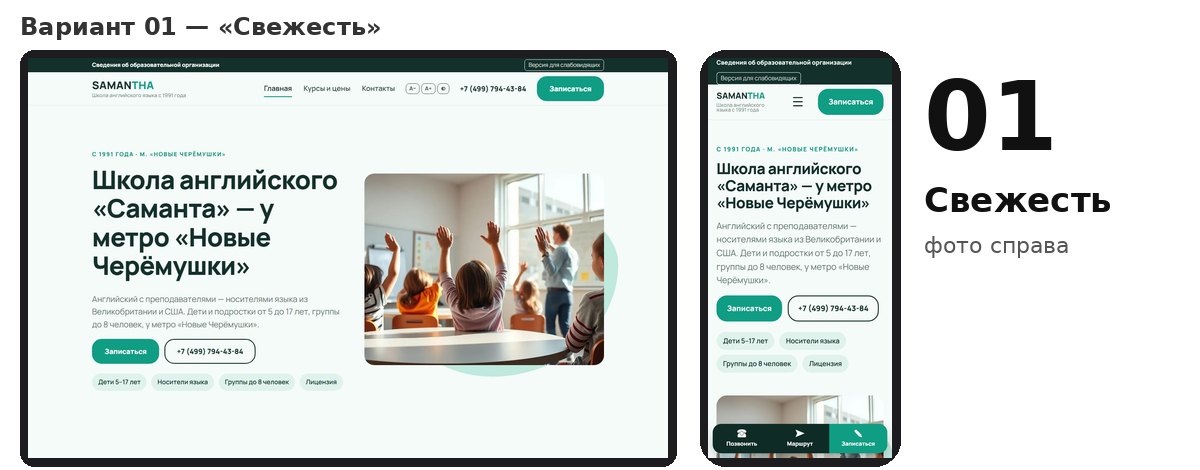 Вариант 01 — «Свежесть»
Сведения об образовательной организации
Версия для слабовидящих
SAMANTHA
Школа английского языка с 1991 года
Главная
Курсы и цены
Контакты
A−
A+
+7 (499) 794-43-84
Записаться
С 1991 ГОДА · М. «НОВЫЕ ЧЕРЁМУШКИ»
Школа английского
«Саманта» — у
метро «Новые
Черёмушки»
Английский с преподавателями — носителями языка из
Великобритании и США. Дети и подростки от 5 до 17 лет, группы
до 8 человек, у метро «Новые Черёмушки».
Записаться
+7 (499) 794-43-84
Дети 5–17 лет
Носители языка
Группы до 8 человек
Лицензия
Сведения об образовательной организации
Версия для слабовидящих
SAMANTHA
Школа английского
языка с 1991 года
Записаться
С 1991 ГОДА · М. «НОВЫЕ ЧЕРЁМУШКИ»
Школа английского
«Саманта» — у метро
«Новые Черёмушки»
Английский с преподавателями —
носителями языка из Великобритании и
США. Дети и подростки от 5 до 17 лет,
группы до 8 человек, у метро «Новые
Черёмушки».
Записаться
+7 (499) 794-43-84
Дети 5–17 лет
Носители языка
Группы до 8 человек
Лицензия
Позвонить
Маршрут
Записаться
01
Свежесть
фото справа